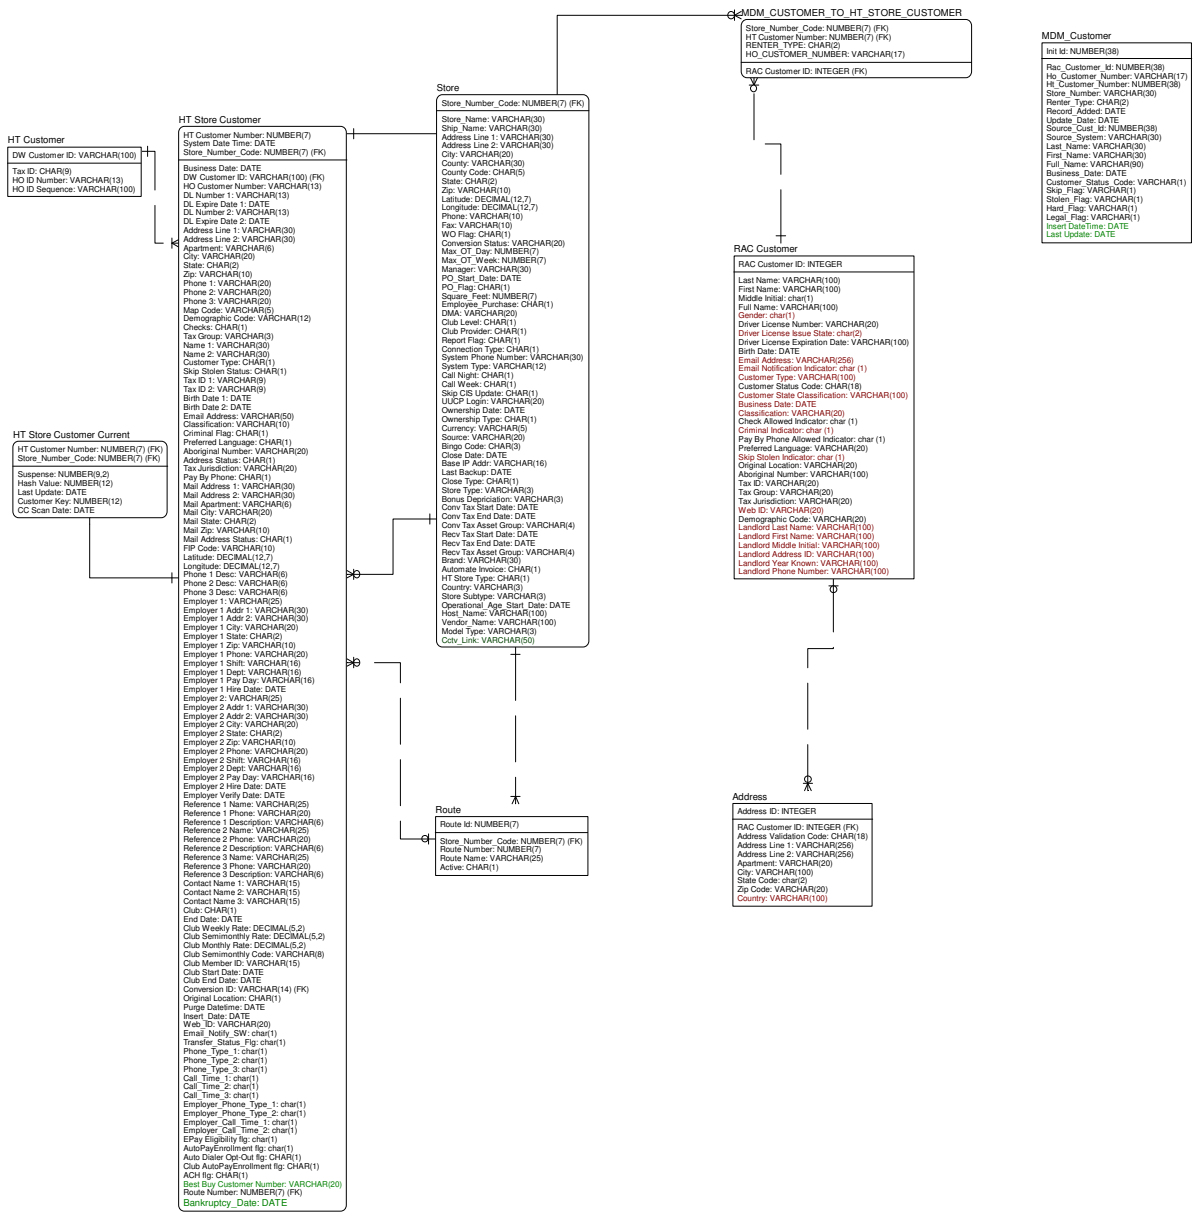 MDM_CUSTOMER_TO_HT_STORE_CUSTOMER
Store_Number_Code: NUMBER(7) (FK)
HT Customer Number: NUMBER(7) (FK)
RENTER_TYPE: CHAR(2)
HO_CUSTOMER_NUMBER: VARCHAR(17)
RAC Customer ID: INTEGER (FK)
MDM_Customer
Init Id: NUMBER(38)
Rac_Customer_Id: NUMBER(38)
Ho_Customer_Number: VARCHAR(17)
Ht_Customer_Number: NUMBER(38)
Store_Number: VARCHAR(30)
Renter_Type: CHAR(2)
Record_Added: DATE
Update_Date: DATE
Source_Cust_Id: NUMBER(38)
Source_System: VARCHAR(30)
Last_Name: VARCHAR(30)
First_Name: VARCHAR(30)
Full_Name: VARCHAR(90)
Business_Date: DATE
Customer_Status_Code: VARCHAR(1)
Skip_Flag: VARCHAR(1)
Stolen_Flag: VARCHAR(1)
Hard_Flag: VARCHAR(1)
Legal_Flag: VARCHAR(1)
Insert DateTime: DATE
Last Update: DATE
HT Customer
DW Customer ID: VARCHAR(100)
Tax ID: CHAR(9)
HO ID Number: VARCHAR(13)
HO ID Sequence: VARCHAR(100)
HT Store Customer
HT Customer Number: NUMBER(7)
System Date Time: DATE
Store_Number_Code: NUMBER(7) (FK)
Business Date: DATE
DW Customer ID: VARCHAR(100) (FK)
HO Customer Number: VARCHAR(13)
DL Number 1: VARCHAR(13)
DL Expire Date 1: DATE
DL Number 2: VARCHAR(13)
DL Expire Date 2: DATE
Address Line 1: VARCHAR(30)
Address Line 2: VARCHAR(30)
Apartment: VARCHAR(6)
City: VARCHAR(20)
State: CHAR(2)
Zip: VARCHAR(10)
Phone 1: VARCHAR(20)
Phone 2: VARCHAR(20)
Phone 3: VARCHAR(20)
Map Code: VARCHAR(5)
Demographic Code: VARCHAR(12)
Checks: CHAR(1)
Tax Group: VARCHAR(3)
Name 1: VARCHAR(30)
Name 2: VARCHAR(30)
Customer Type: CHAR(1)
Skip Stolen Status: CHAR(1)
Tax ID 1: VARCHAR(9)
Tax ID 2: VARCHAR(9)
Birth Date 1: DATE
Birth Date 2: DATE
Email Address: VARCHAR(50)
Classification: VARCHAR(10)
Criminal Flag: CHAR(1)
Preferred Language: CHAR(1)
Aboriginal Number: VARCHAR(20)
Address Status: CHAR(1)
Tax Jurisdiction: VARCHAR(20)
Pay By Phone: CHAR(1)
Mail Address 1: VARCHAR(30)
Mail Address 2: VARCHAR(30)
Mail Apartment: VARCHAR(6)
Mail City: VARCHAR(20)
Mail State: CHAR(2)
Mail Zip: VARCHAR(10)
Mail Address Status: CHAR(1)
FIP Code: VARCHAR(10)
Latitude: DECIMAL(12,7)
Longitude: DECIMAL(12,7)
Phone 1 Desc: VARCHAR(6)
Phone 2 Desc: VARCHAR(6)
Phone 3 Desc: VARCHAR(6)
Employer 1: VARCHAR(25)
Employer 1 Addr 1: VARCHAR(30)
Employer 1 Addr 2: VARCHAR(30)
Employer 1 City: VARCHAR(20)
Employer 1 State: CHAR(2)
Employer 1 Zip: VARCHAR(10)
Employer 1 Phone: VARCHAR(20)
Employer 1 Shift: VARCHAR(16)
Employer 1 Dept: VARCHAR(16)
Employer 1 Pay Day: VARCHAR(16)
Employer 1 Hire Date: DATE
Employer 2: VARCHAR(25)
Employer 2 Addr 1: VARCHAR(30)
Employer 2 Addr 2: VARCHAR(30)
Employer 2 City: VARCHAR(20)
Employer 2 State: CHAR(2)
Employer 2 Zip: VARCHAR(10)
Employer 2 Phone: VARCHAR(20)
Employer 2 Shift: VARCHAR(16)
Employer 2 Dept: VARCHAR(16)
Employer 2 Pay Day: VARCHAR(16)
Employer 2 Hire Date: DATE
Employer Verify Date: DATE
Reference 1 Name: VARCHAR(25)
Reference 1 Phone: VARCHAR(20)
Reference 1 Description: VARCHAR(6)
Reference 2 Name: VARCHAR(25)
Reference 2 Phone: VARCHAR(20)
Reference 2 Description: VARCHAR(6)
Reference 3 Name: VARCHAR(25)
Reference 3 Phone: VARCHAR(20)
Reference 3 Description: VARCHAR(6)
Contact Name 1: VARCHAR(15)
Contact Name 2: VARCHAR(15)
Contact Name 3: VARCHAR(15)
Club: CHAR(1)
End Date: DATE
Club Weekly Rate: DECIMAL(5,2)
Club Semimonthly Rate: DECIMAL(5,2)
Club Monthly Rate: DECIMAL(5,2)
Club Semimonthly Code: VARCHAR(8)
Club Member ID: VARCHAR(15)
Club Start Date: DATE
Club End Date: DATE
Conversion ID: VARCHAR(14) (FK)
Original Location: CHAR(1)
Purge Datetime: DATE
Insert_Date: DATE
Web_ID: VARCHAR(20)
Email_Notify_SW: char(1)
Transfer_Status_Flg: char(1)
Phone_Type_1: char(1)
Phone_Type_2: char(1)
Phone_Type_3: char(1)
Call_Time_1: char(1)
Call_Time_2: char(1)
Call_Time_3: char(1)
Employer_Phone_Type_1: char(1)
Employer_Phone_Type_2: char(1)
Employer_Call_Time_1: char(1)
Employer_Call_Time_2: char(1)
EPay Eligibility flg: char(1)
AutoPayEnrollment flg: char(1)
Auto Dialer Opt-Out flg: CHAR(1)
Club AutoPayEnrollment flg: CHAR(1)
ACH flg: CHAR(1)
Best Buy Customer Number: VARCHAR(20)
Route Number: NUMBER(7) (FK)
Bankruptcy_Date: DATE
HT Store Customer Current
HT Customer Number: NUMBER(7) (FK)
Store_Number_Code: NUMBER(7) (FK)
Suspense: NUMBER(9,2)
Hash Value: NUMBER(12)
Last Update: DATE
Customer Key: NUMBER(12)
CC Scan Date: DATE
Store
Store_Number_Code: NUMBER(7) (FK)
Store_Name: VARCHAR(30)
Ship_Name: VARCHAR(30)
Address Line 1: VARCHAR(30)
Address Line 2: VARCHAR(30)
City: VARCHAR(20)
County: VARCHAR(30)
County Code: CHAR(5)
State: CHAR(2)
Zip: VARCHAR(10)
Latitude: DECIMAL(12,7)
Longitude: DECIMAL(12,7)
Phone: VARCHAR(10)
Fax: VARCHAR(10)
WO Flag: CHAR(1)
Conversion Status: VARCHAR(20)
Max_OT_Day: NUMBER(7)
Max_OT_Week: NUMBER(7)
Manager: VARCHAR(30)
PO_Start_Date: DATE
PO_Flag: CHAR(1)
Square_Feet: NUMBER(7)
Employee_Purchase: CHAR(1)
DMA: VARCHAR(20)
Club Level: CHAR(1)
Club Provider: CHAR(1)
Report Flag: CHAR(1)
Connection Type: CHAR(1)
System Phone Number: VARCHAR(30)
System Type: VARCHAR(12)
Call Night: CHAR(1)
Call Week: CHAR(1)
Skip CIS Update: CHAR(1)
UUCP Login: VARCHAR(20)
Ownership Date: DATE
Ownership Type: CHAR(1)
Currency: VARCHAR(5)
Source: VARCHAR(20)
Bingo Code: CHAR(3)
Close Date: DATE
Base IP Addr: VARCHAR(16)
Last Backup: DATE
Close Type: CHAR(1)
Store Type: VARCHAR(3)
Bonus Depriciation: VARCHAR(3)
Conv Tax Start Date: DATE
Conv Tax End Date: DATE
Conv Tax Asset Group: VARCHAR(4)
Recv Tax Start Date: DATE
Recv Tax End Date: DATE
Recv Tax Asset Group: VARCHAR(4)
Brand: VARCHAR(30)
Automate Invoice: CHAR(1)
HT Store Type: CHAR(1)
Country: VARCHAR(3)
Store Subtype: VARCHAR(3)
Operational_Age_Start_Date: DATE
Host_Name: VARCHAR(100)
Vendor_Name: VARCHAR(100)
Model Type: VARCHAR(3)
Cctv_Link: VARCHAR(50)
Route
Route Id: NUMBER(7)
Store_Number_Code: NUMBER(7) (FK)
Route Number: NUMBER(7)
Route Name: VARCHAR(25)
Active: CHAR(1)
RAC Customer
RAC Customer ID: INTEGER
Last Name: VARCHAR(100)
First Name: VARCHAR(100)
Middle Initial: char(1)
Full Name: VARCHAR(100)
Gender: char(1)
Driver License Number: VARCHAR(20)
Driver License Issue State: char(2)
Driver License Expiration Date: VARCHAR(100)
Birth Date: DATE
Email Address: VARCHAR(256)
Email Notification Indicator: char (1)
Customer Type: VARCHAR(100)
Customer Status Code: CHAR(18)
Customer State Classification: VARCHAR(100)
Business Date: DATE
Classification: VARCHAR(20)
Check Allowed Indicator: char (1)
Criminal Indicator: char (1)
Pay By Phone Allowed Indicator: char (1)
Preferred Language: VARCHAR(20)
Skip Stolen Indicator: char (1)
Original Location: VARCHAR(20)
Aboriginal Number: VARCHAR(100)
Tax ID: VARCHAR(20)
Tax Group: VARCHAR(20)
Tax Jurisdiction: VARCHAR(20)
Web ID: VARCHAR(20)
Demographic Code: VARCHAR(20)
Landlord Last Name: VARCHAR(100)
Landlord First Name: VARCHAR(100)
Landlord Middle Initial: VARCHAR(100)
Landlord Address ID: VARCHAR(100)
Landlord Year Known: VARCHAR(100)
Landlord Phone Number: VARCHAR(100)
Address
Address ID: INTEGER
RAC Customer ID: INTEGER (FK)
Address Validation Code: CHAR(18)
Address Line 1: VARCHAR(256)
Address Line 2: VARCHAR(256)
Apartment: VARCHAR(20)
City: VARCHAR(100)
State Code: char(2)
Zip Code: VARCHAR(20)
Country: VARCHAR(100)